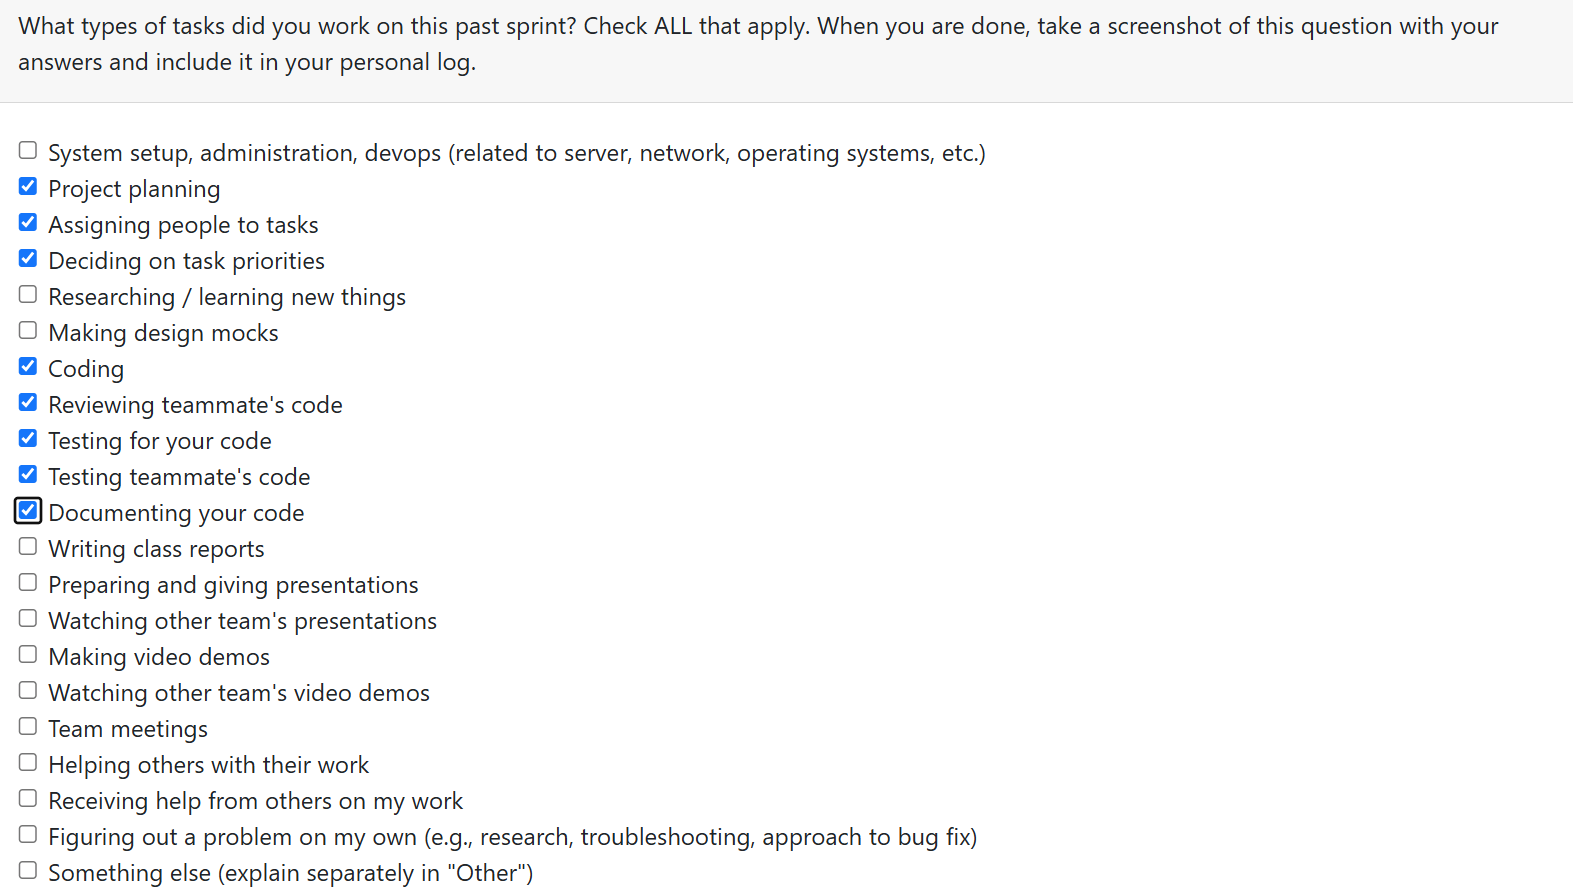 What types of tasks did you work on this past sprint? Check ALL that apply. When you are done, take a screenshot of this question with your
answers and include it in your personal log.
System setup, administration, devops (related to server, network, operating systems, etc.)
Project planning
Assigning people to tasks
Deciding on task priorities
Researching / learning new things
Making design mocks
Coding
Reviewing teammate's code
Testing for your code
Testing teammate's code
Documenting your code
Writing class reports
Preparing and giving presentations
Watching other team's presentations
Making video demos
Watching other team's video demos
Team meetings
Helping others with their work
Receiving help from others on my work
Figuring out a problem on my own (e.g., research, troubleshooting, approach to bug fix)
Something else (explain separately in "Other")